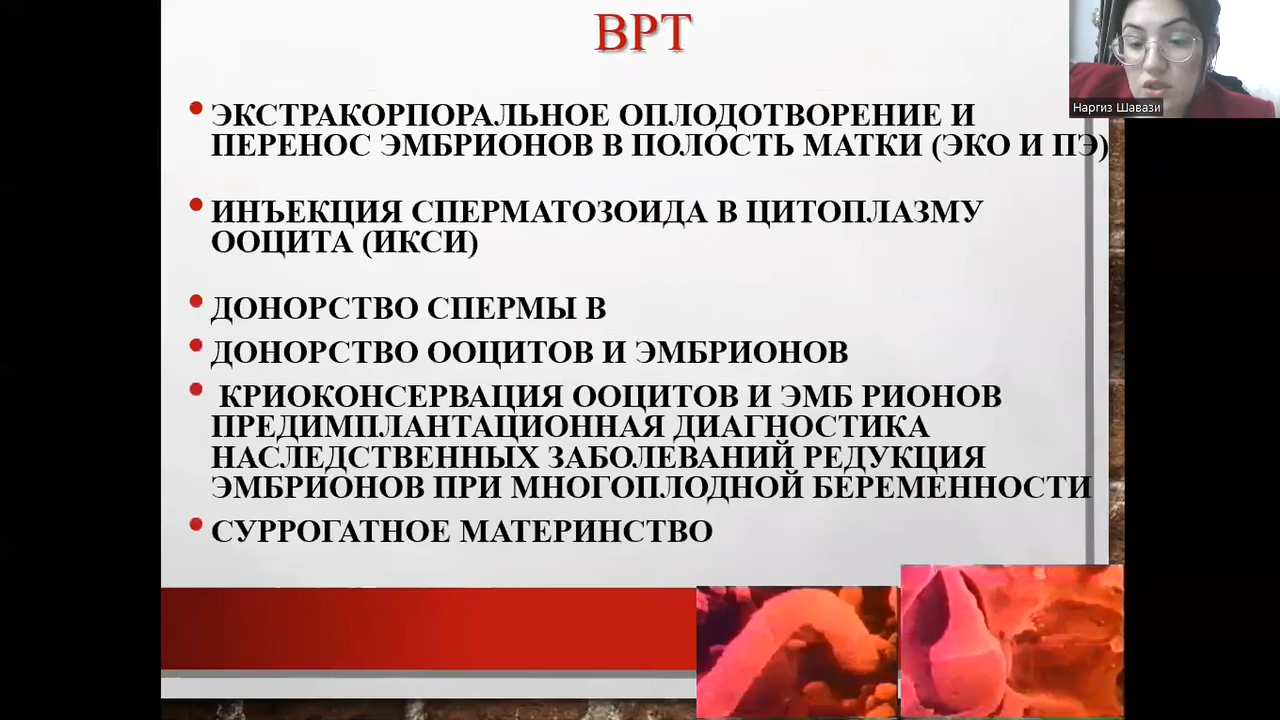 ВРТ
Наргиз Шавази
ЭКСТРАКОРПОРАЛЬНОЕ ОПЛОДОТВОРЕНИЕ И
ПЕРЕНОС ЭМБРИОНОВ В ПОЛОСТЬ МАТКИ (ЭКО И ПЭ)
ИНЪЕКЦИЯ СПЕРМАТОЗОИДА В ЦИТОПЛАЗМУ
ООЦИТА (ИКСИ)
ДОНОРСТВО СПЕРМЫ В
ДОНОРСТВО ООЦИТОВ И ЭМБРИОНОВ
КРИОКОНСЕРВАЦИЯ ООЦИТОВ И ЭМБ РИОНОВ
ПРЕДИМПЛАНТАЦИОННАЯ ДИАГНОСТИКА
НАСЛЕДСТВЕННЫХ ЗАБОЛЕВАНИЙ РЕДУКЦИЯ
ЭМБРИОНОВ ПРИ МНОГОПЛОДНОЙ БЕРЕМЕННОСТИ
СУРРОГАТНОЕ МАТЕРИНСТВО